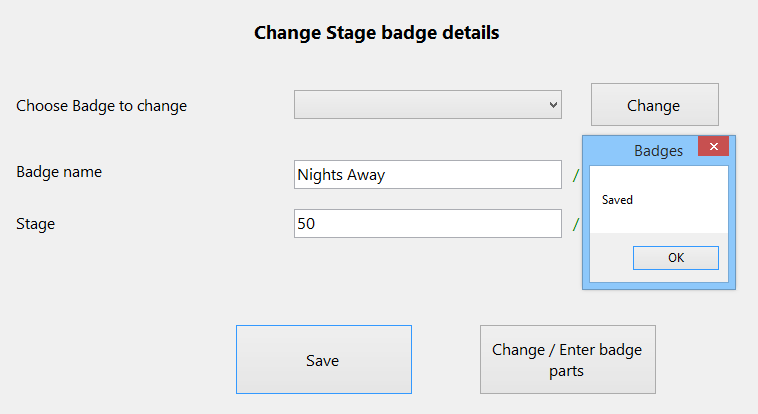 Change Stage badge details
Choose Badge to change
Change
Badges
Badge name
Nights Away
/
Saved
Stage
50
/
OK
Save
Change / Enter badge
parts